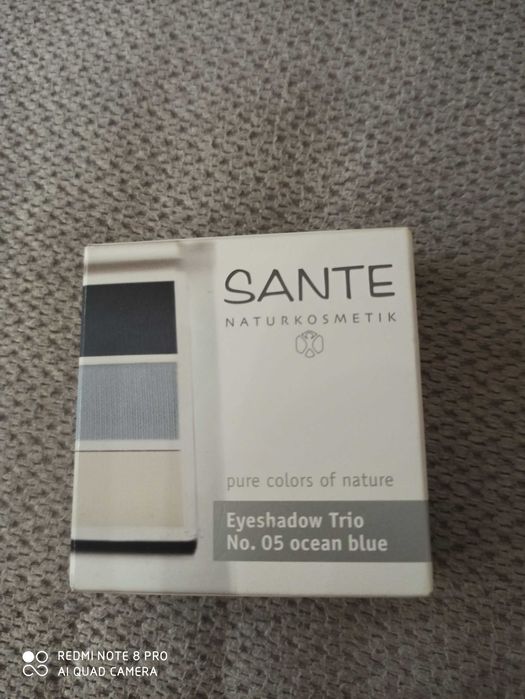 SANTE
NATURKOSMETIK
pure colors of nature
Eyeshadow Trio
No. 05 ocean blue
REDMI NOTE 8 PRO
AI QUAD CAMERA